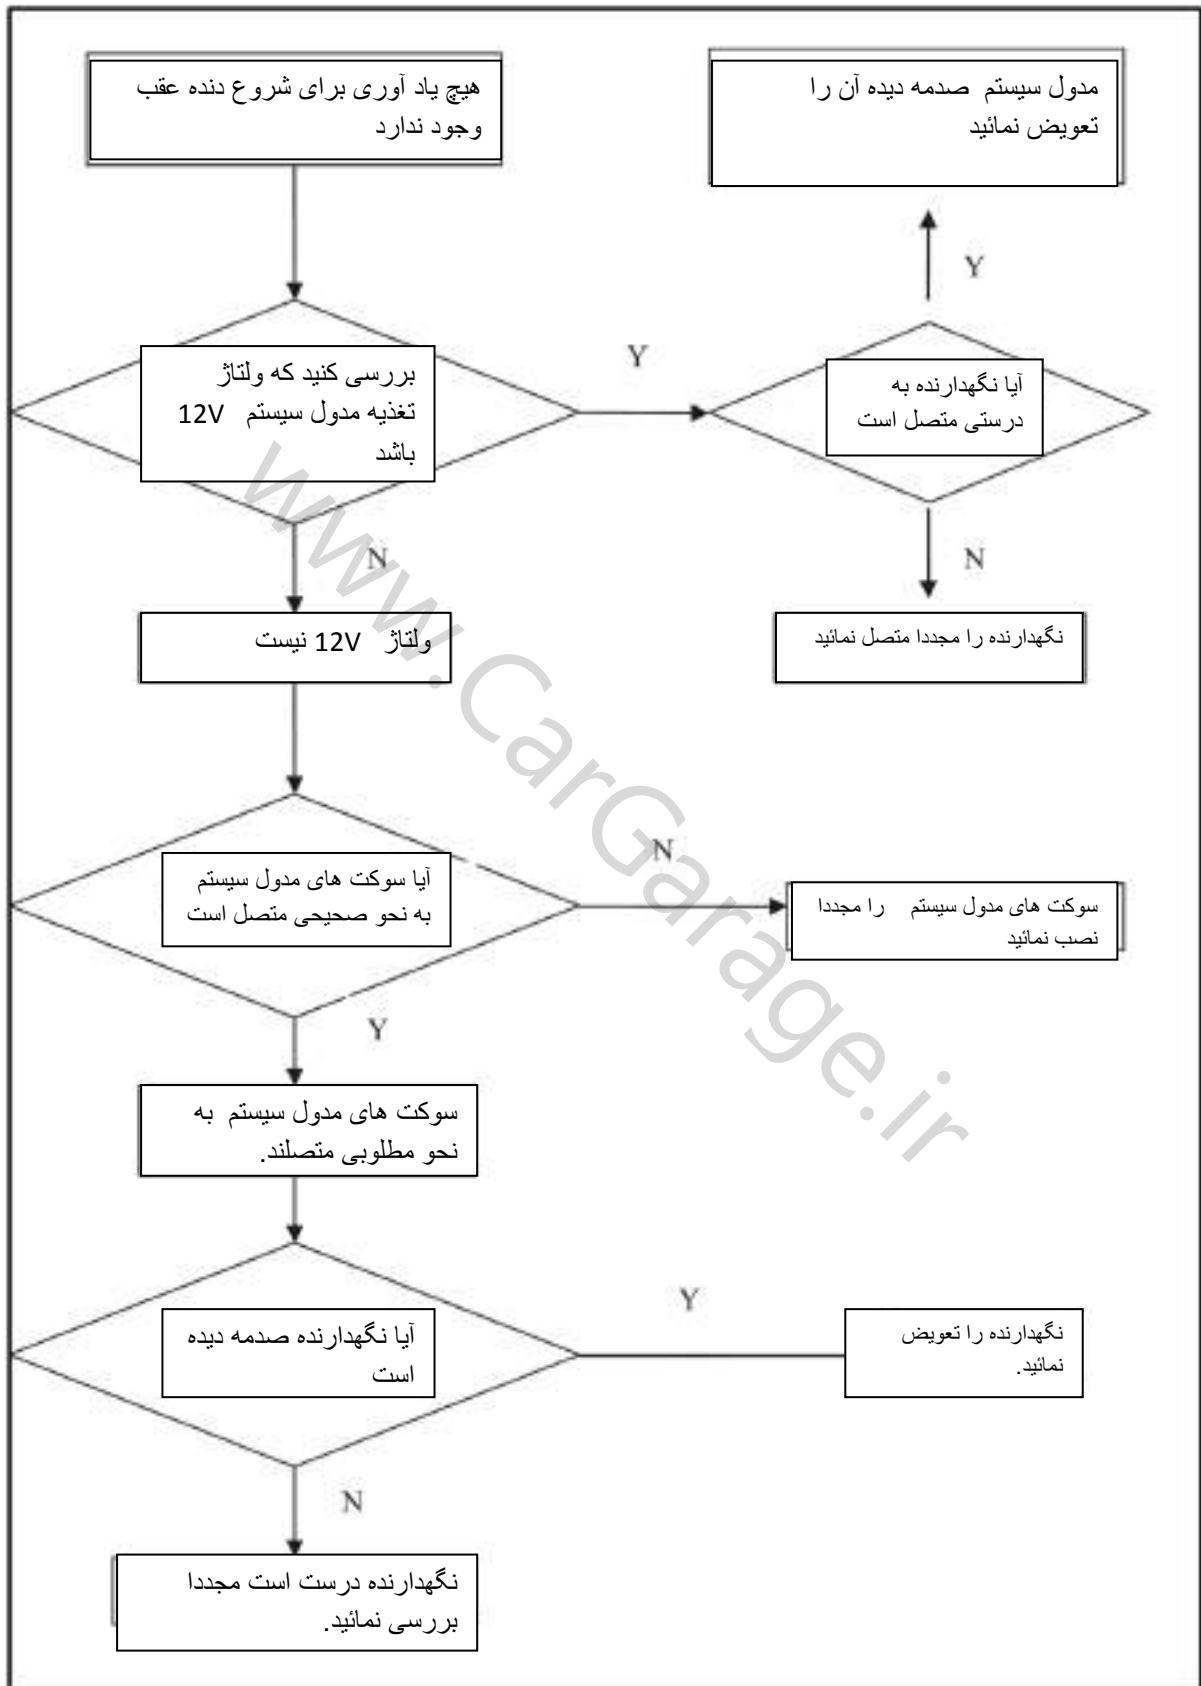 هیچ یاد آوری برای شروع دنده عقب
وجود ندارد
مدول سیستم صدمه دیده آن را
تعویض نمائید
Y
بررسی کنید که ولتاژ
تغذیه مدول سیستم 12V
باشد
Y
آیا نگهدارنده به
درستی متصل است
N
N
ولتاژ 12V نیست
نگهدارنده را مجددا متصل نمائید
آیا سوکت های مدول سیستم
به نحو صحیحی متصل است
N
سوکت های مدول سیستم را مجددا
نصب نمائید
Y
سوکت های مدول سیستم به
نحو مطلوبی متصلند.
آیا نگهدارنده صدمه دیده
است
Y
نگهدارنده را تعویض
نمائید.
N
نگهدارنده درست است مجددا
بررسی نمائید.
www.CarGarage.ir